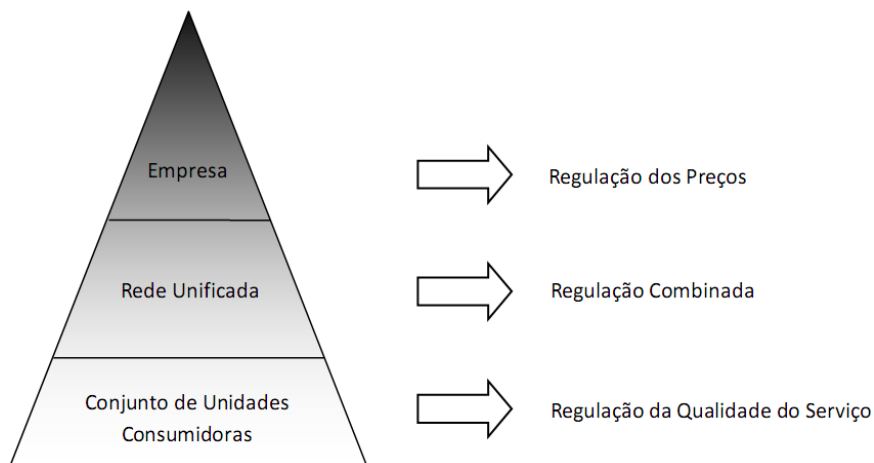 Empresa
Regulação dos Preços
Rede Unificada
Regulação Combinada
Conjunto de Unidades
Consumidoras
Regulação da Qualidade do Serviço